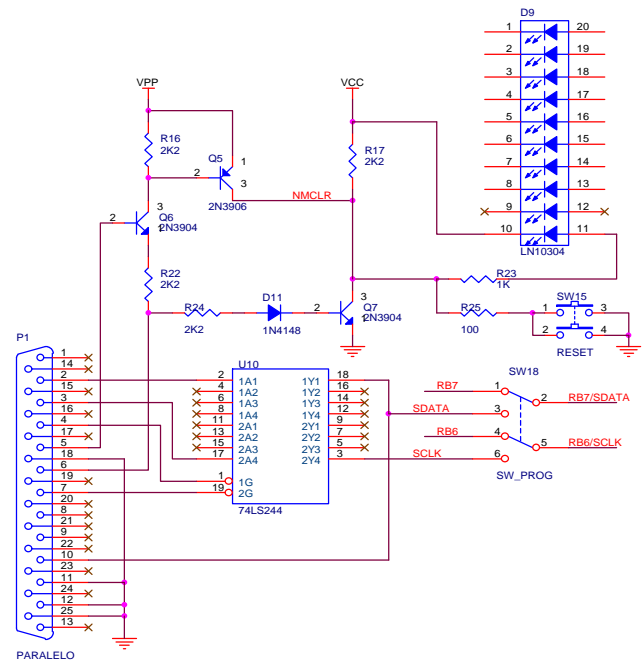 D9
1 20
2 19
3 18
4 17
5 16
6 15
7 14
8 13
9 12
10 11
LN10304
VPP
VCC
R16
2K2
Q5
1
2
3
2N3906
R17
2K2
NMCLR
3
2
1
Q6
2N3904
R22
2K2
R24
2K2
D11
1N4148
3
2
1
Q7
2N3904
R23
1K
R25
100
SW15
1 3
2 4
RESET
P1
1
14
2
15
3
16
4
17
5
18
6
19
7
20
8
21
9
22
10
23
11
24
12
25
13
PARALELO
U10
2 1A1 1Y1 18
4 1A2 1Y2 16
6 1A3 1Y3 14
8 1A4 1Y4 12
11 2A1 2Y1 9
13 2A2 2Y2 7
15 2A3 2Y3 5
17 2A4 2Y4 3
1 1G
19 2G
74LS244
SW18
RB7 1
2 RB7/SDATA
SDATA 3
RB6 4
5 RB6/SCLK
SCLK 6
SW_PROG